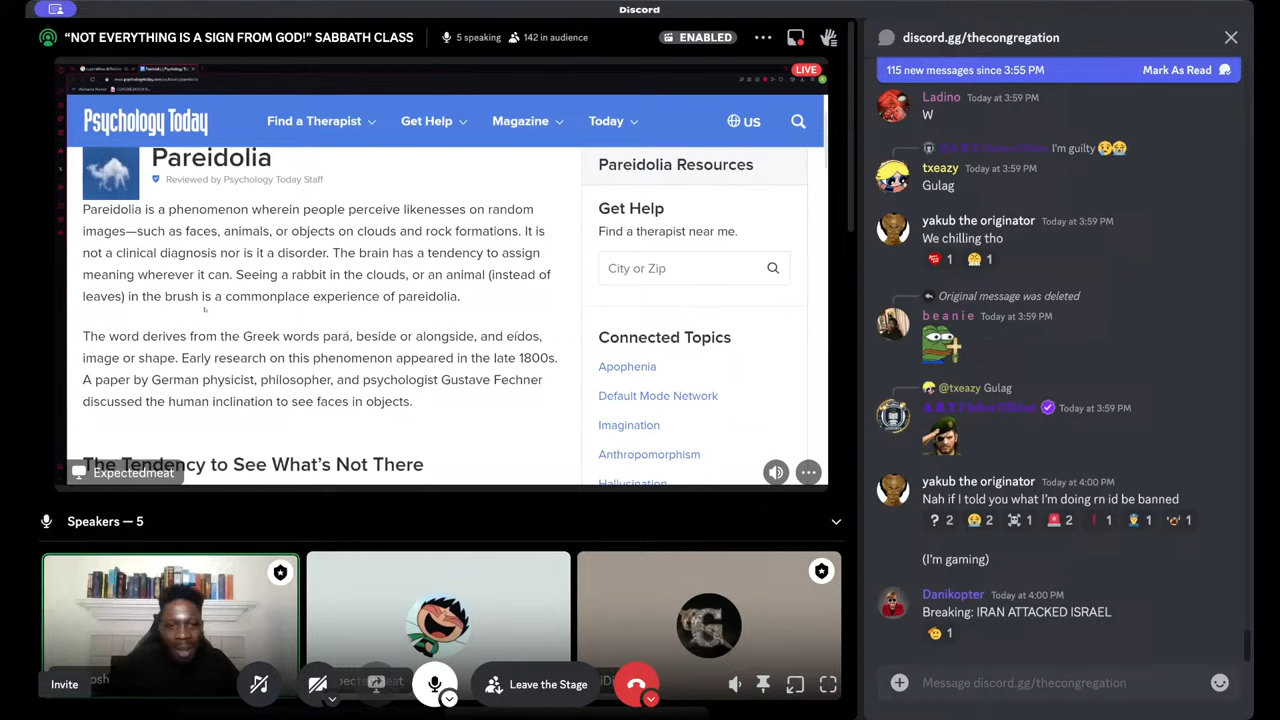 Discord
“NOT EVERYTHING IS A SIGN FROM GOD!” SABBATH CLASS
5 speaking
142 in audience
ENABLED
LIVE
Psychology Today
Find a Therapist
Get Help
Magazine
Today
US
Pareidolia
Reviewed by Psychology Today Staff
Pareidolia is a phenomenon wherein people perceive likenesses on random
images—such as faces, animals, or objects on clouds and rock formations. It is
not a clinical diagnosis nor is it a disorder. The brain has a tendency to assign
meaning wherever it can. Seeing a rabbit in the clouds, or an animal (instead of
leaves) in the brush is a commonplace experience of pareidolia.
The word derives from the Greek words pará, beside or alongside, and eídos,
image or shape. Early research on this phenomenon appeared in the late 1800s.
A paper by German physicist, philosopher, and psychologist Gustave Fechner
discussed the human inclination to see faces in objects.
The Tendency to See What’s Not There
Expectedmeat
Pareidolia Resources
Get Help
Find a therapist near me.
City or Zip
Connected Topics
Apophenia
Default Mode Network
Imagination
Anthropomorphism
Hallucination
Speakers — 5
G
Invite
Leave the Stage
discord.gg/thecongregation
115 new messages since 3:55 PM
Mark As Read
Ladino Today at 3:59 PM
W
I'm guilty
txeazy Today at 3:59 PM
Gulag
yakub the originator Today at 3:59 PM
We chilling tho
1 1
Original message was deleted
beanie Today at 3:59 PM
@txeazy Gulag
Today at 3:59 PM
yakub the originator Today at 4:00 PM
Nah if I told you what I'm doing rn id be banned
2 2 1 2 1 1 1
(I'm gaming)
Danikopter Today at 4:00 PM
Breaking: IRAN ATTACKED ISRAEL
1
Message discord.gg/thecongregation